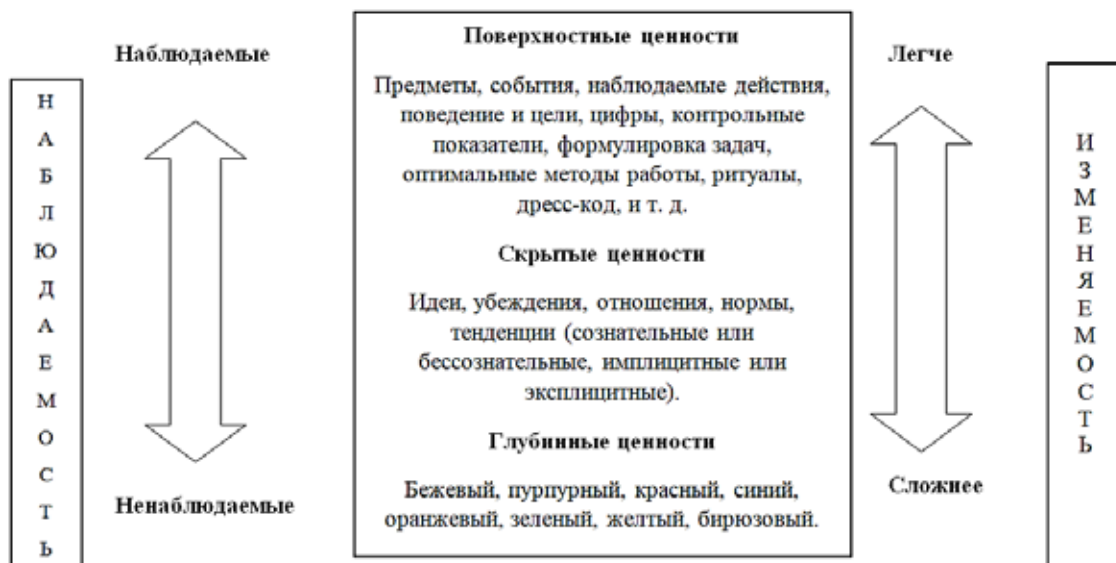 Наблюдаемые
Ненаблюдаемые
НАБЛЮДАЕМОСТЬ
Поверхностные ценности
Предметы, события, наблюдаемые действия,
поведение и цели, цифры, контрольные
показатели, формулировка задач,
оптимальные методы работы, ритуалы,
дресс-код, и т. д.
Скрытые ценности
Идеи, убеждения, отношения, нормы,
тенденции (сознательные или
бессознательные, имплицитные или
эксплицитные).
Глубинные ценности
Бежевый, пурпурный, красный, синий,
оранжевый, зеленый, желтый, бирюзовый.
Легче
Сложнее
ИЗМЕНЯЕМОСТЬ